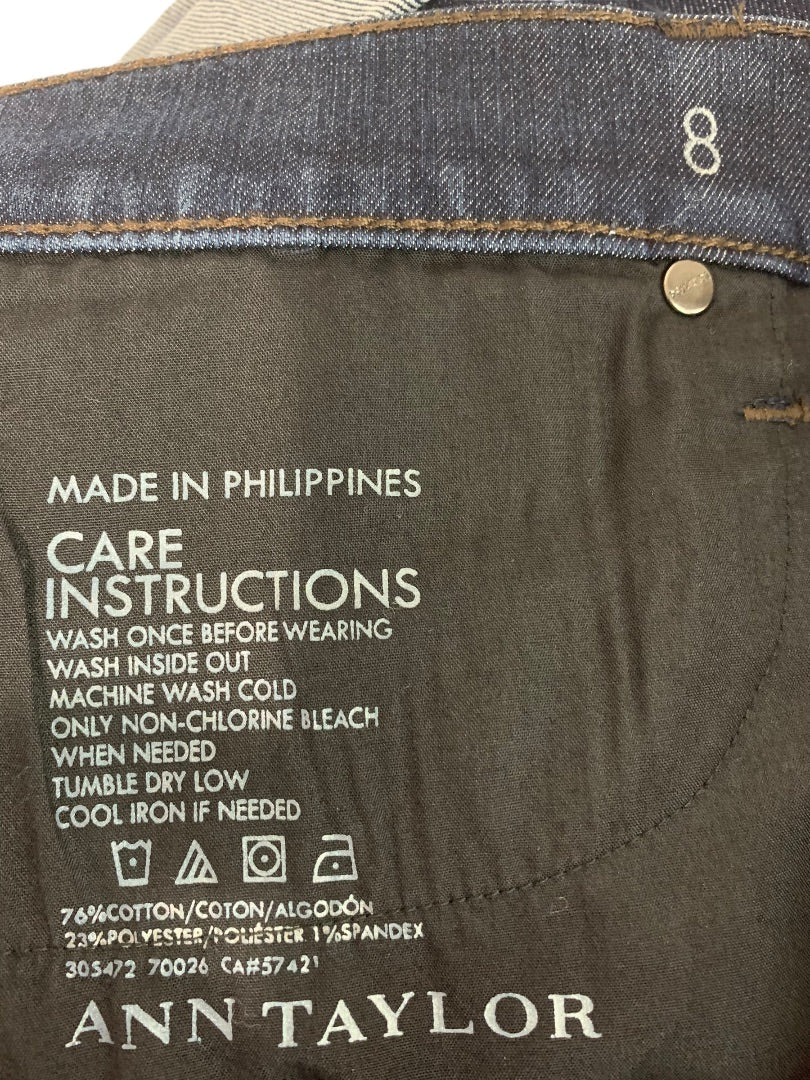 8
MADE IN PHILIPPINES
CARE
INSTRUCTIONS
WASH ONCE BEFORE WEARING
WASH INSIDE OUT
MACHINE WASH COLD
ONLY NON-CHLORINE BLEACH
WHEN NEEDED
TUMBLE DRY LOW
COOL IRON IF NEEDED
76%COTTON/COTON/ALGODÓN
23%POLYESTER/POLIÉSTER 1%SPANDEX
305472 70026 CA#57421
ANN TAYLOR